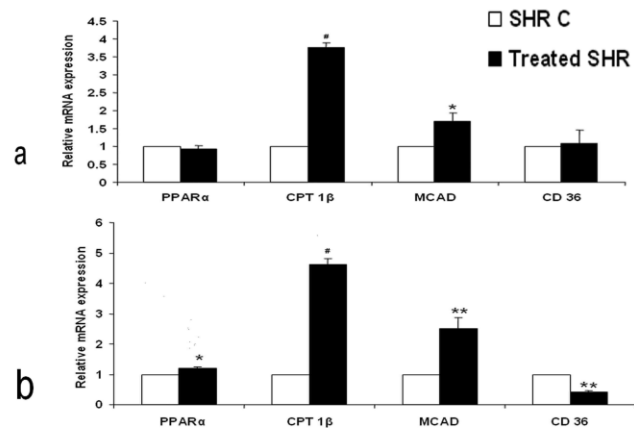 SHR C
Treated SHR
a
Relative mRNA expression
4.5
4
3.5
3
2.5
2
1.5
1
0.5
0
#
*
PPARα
CPT 1β
MCAD
CD 36
b
Relative mRNA expression
6
5
4
3
2
1
0
*
#
**
**
PPARα
CPT 1β
MCAD
CD 36